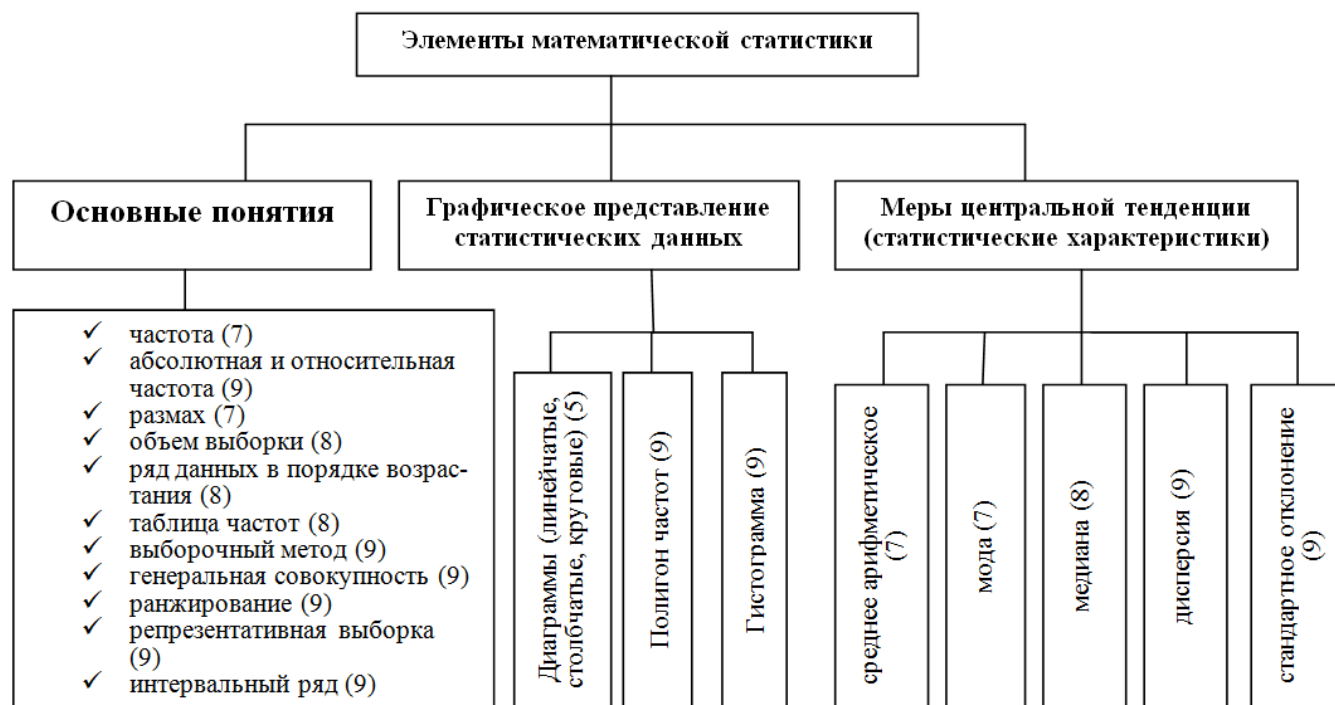 Элементы математической статистики
Основные понятия
Графическое представление
статистических данных
Меры центральной тенденции
(статистические характеристики)
✓ частота (7)
✓ абсолютная и относительная
частота (9)
✓ размах (7)
✓ объем выборки (8)
✓ ряд данных в порядке возрас-
тания (8)
✓ таблица частот (8)
✓ выборочный метод (9)
✓ генеральная совокупность (9)
✓ ранжирование (9)
✓ репрезентативная выборка
(9)
✓ интервальный ряд (9)
Диаграммы (линейчатые,
столбчатые, круговые) (5)
Полигон частот (9)
Гистограмма (9)
среднее арифметическое
(7)
мода (7)
медиана (8)
дисперсия (9)
стандартное отклонение
(9)